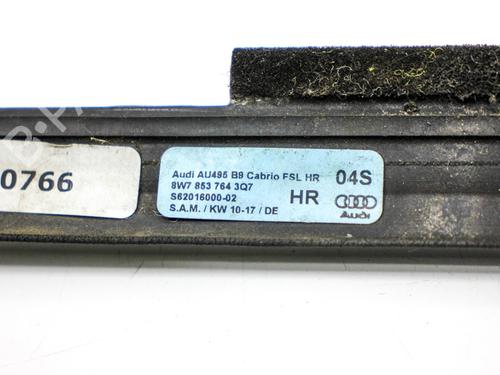 0766
Audi AU495 B9 Cabrio FSL HR
04S
8W7 853 764 3Q7
S62016000-02
HR
S.A.M. / KW 10-17 / DE
Audi